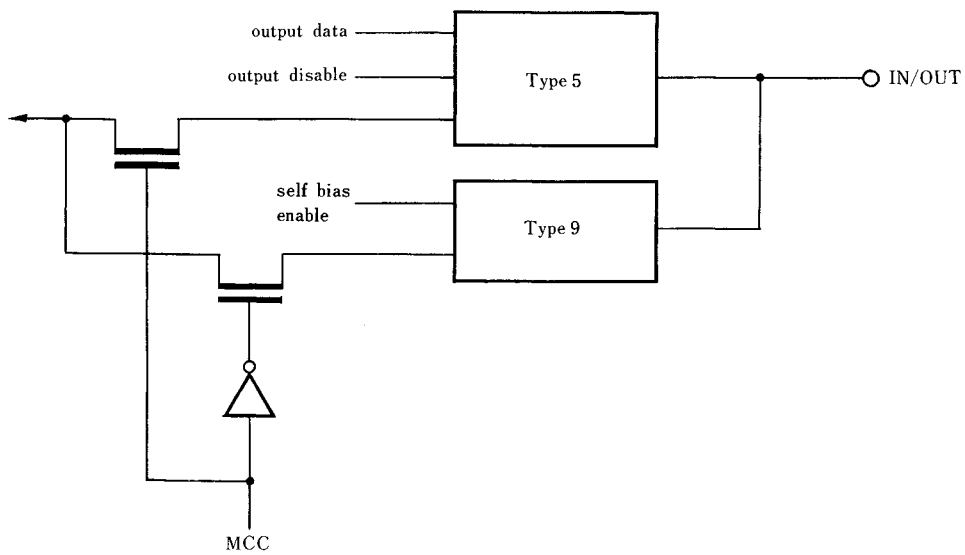 output data
output disable
Type 5
IN/OUT
self bias
enable
Type 9
MCC